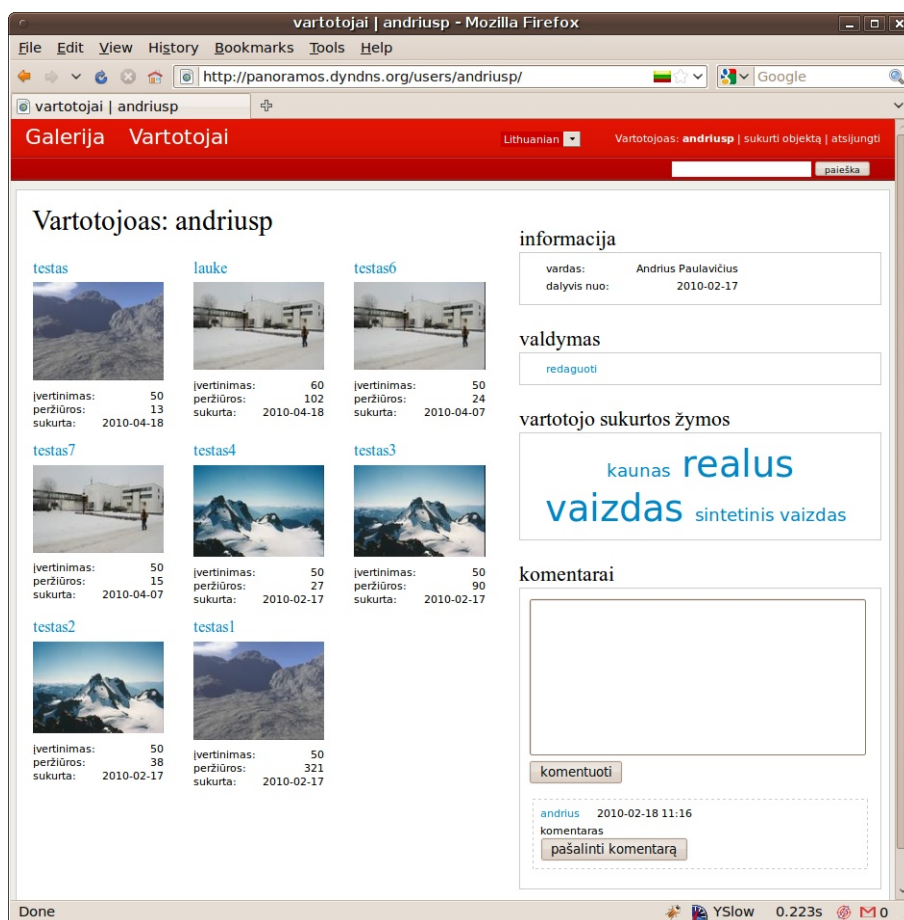 vartotojai | andriusp - Mozilla Firefox
File Edit View History Bookmarks Tools Help
http://panoramos.dyndns.org/users/andriusp/
Google
vartotojai | andriusp
Galerija Vartotojai
Lithuanian
Vartotojoas: andriusp | sukurti objektą | atsijungti
paieška
Vartotojoas: andriusp
testas
įvertinimas: 50
peržiūros: 13
sukurta: 2010-04-18
lauke
įvertinimas: 60
peržiūros: 102
sukurta: 2010-04-18
testas6
įvertinimas: 50
peržiūros: 24
sukurta: 2010-04-07
testas7
įvertinimas: 50
peržiūros: 15
sukurta: 2010-04-07
testas4
įvertinimas: 50
peržiūros: 27
sukurta: 2010-02-17
testas3
įvertinimas: 50
peržiūros: 90
sukurta: 2010-02-17
testas2
įvertinimas: 50
peržiūros: 38
sukurta: 2010-02-17
testas1
įvertinimas: 50
peržiūros: 321
sukurta: 2010-02-17
informacija
vardas: Andrius Paulavičius
dalyvis nuo: 2010-02-17
valdymas
redaguoti
vartotojo sukurtos žymos
kaunas realus
vaizdas sintetinis vaizdas
komentarai
komentuoti
andrius 2010-02-18 11:16
komentaras
pašalinti komentarą
Done
YSlow 0.223s 0